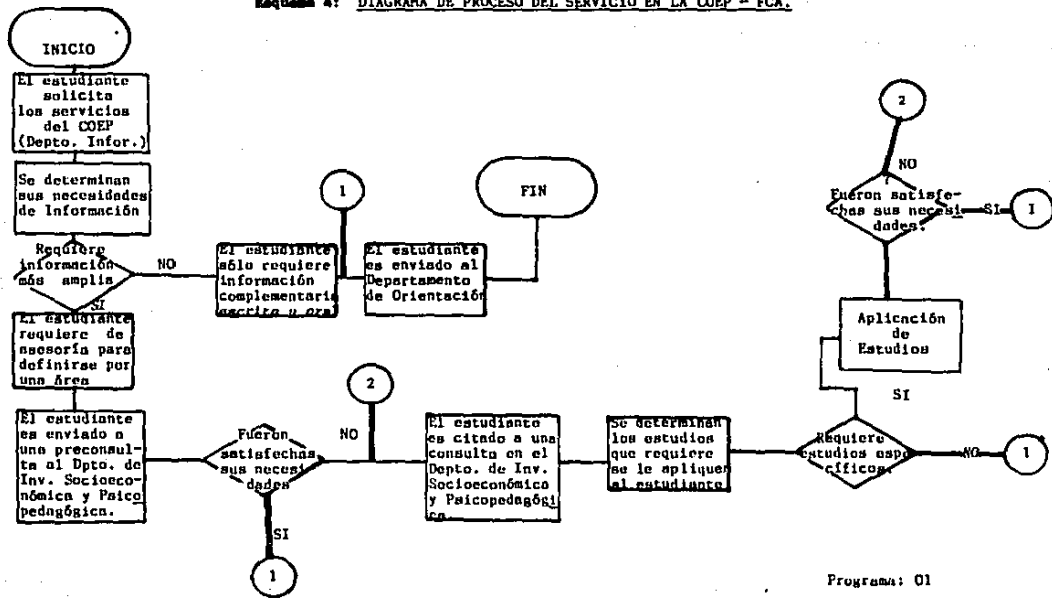 Esquema 4: DIAGRAMA DE PROCESO DEL SERVICIO EN LA COEP - FCA.
INICIO
El estudiante
solicita
los servicios
del COEP
(Depto. Infor.)
Se determinan
sus necesidades
de Información
Requiere
información
más amplia
NO
SI
El estudiante
sólo requiere
información
complementaria
escrita y ora
1
El estudiante
es enviado al
Departamento
de Orientación
FIN
El estudiante
requiere de
asesoría para
definirse por
una área
El estudiante
es enviado a
una preconsul-
ta al Dpto. de
Inv. Socioeco-
nómica y Psico
pedagógica.
Fueron
satisfechas
sus necesi
dades
NO
SI
1
2
El estudiante
es citado a una
consulta en el
Depto. de Inv.
Socioeconómica
y Psicopedagógi
ca.
Se determinan
los estudios
que requiere
se le aplique
al estudiante
Requiere
estudios espe
cíficos.
NO
1
SI
Aplicación
de
Estudios
Fueron satisfe-
chas sus necesi
dades.
SI
1
NO
2
Programa: 01